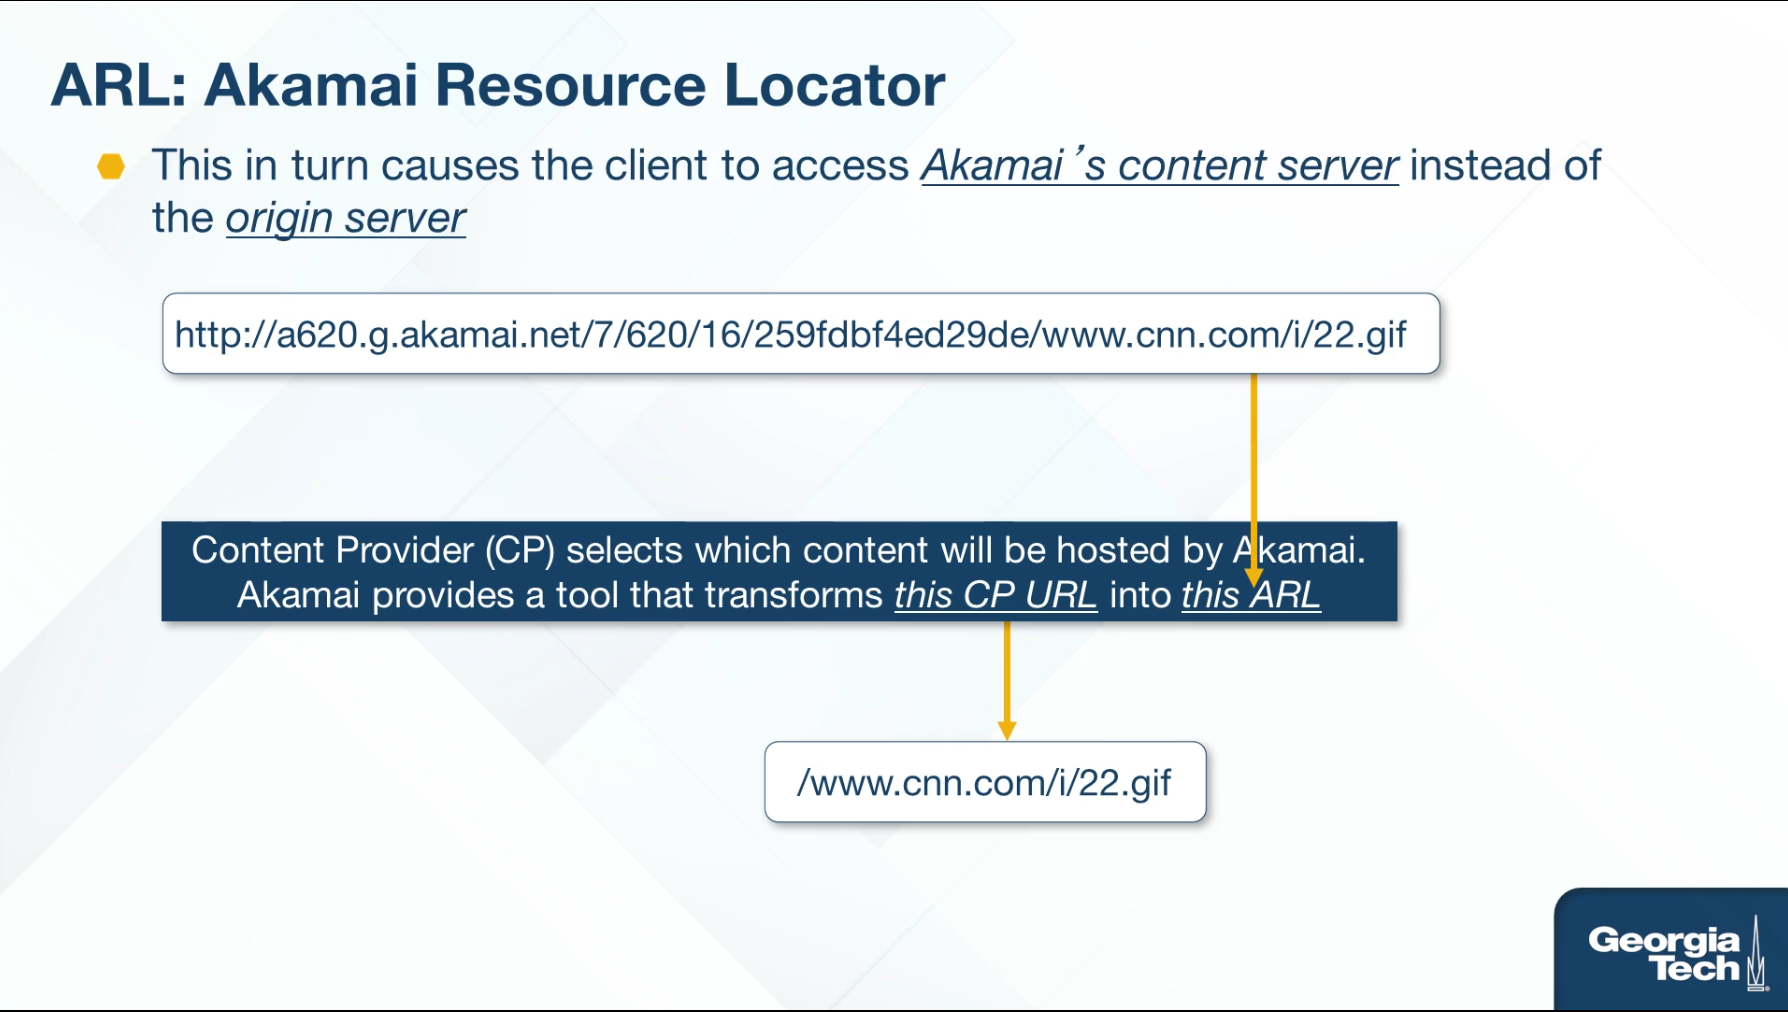 ARL: Akamai Resource Locator
This in turn causes the client to access Akamai’s content server instead of
the origin server
http://a620.g.akamai.net/7/620/16/259fdbf4ed29de/www.cnn.com/i/22.gif
Content Provider (CP) selects which content will be hosted by Akamai.
Akamai provides a tool that transforms this CP URL into this ARL
/www.cnn.com/i/22.gif
Georgia
Tech